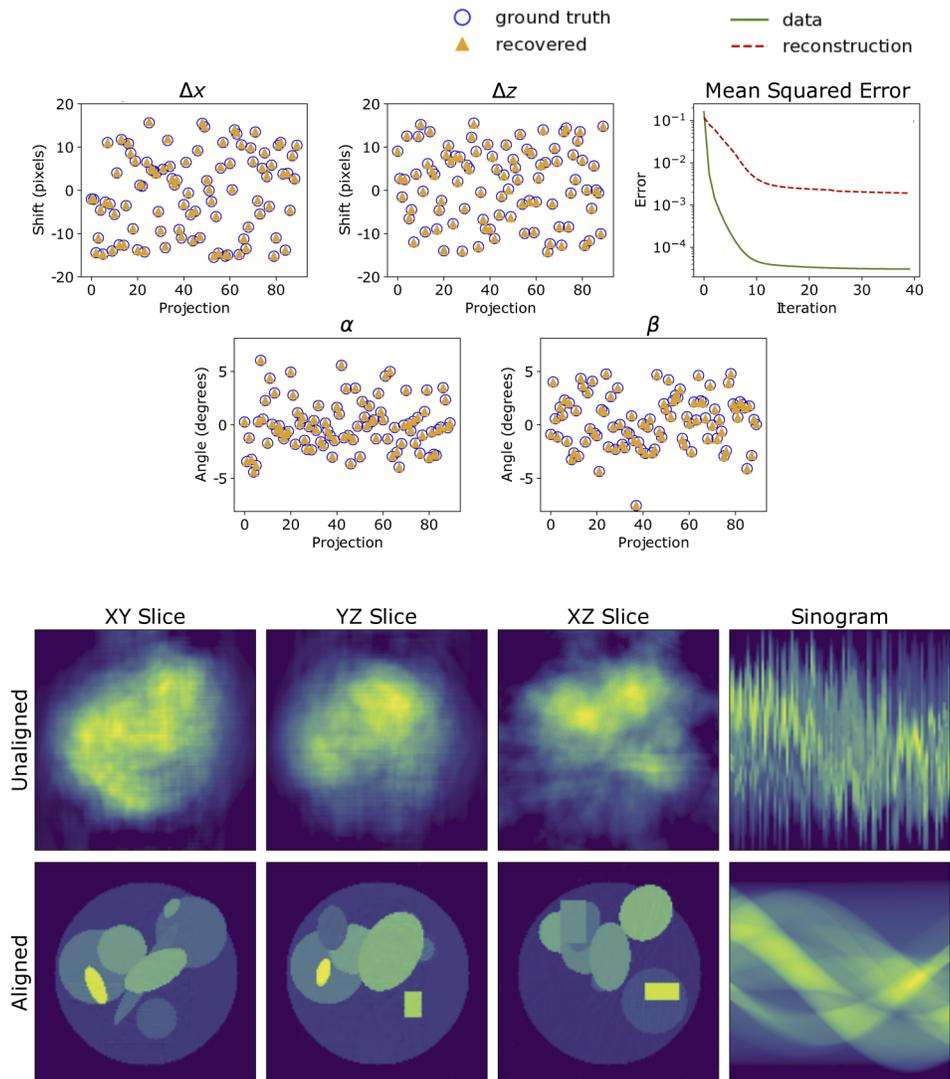 ground truth
recovered
data
reconstruction
Δx
Δz
Mean Squared Error
20
10
0
-10
-20
Shift (pixels)
0 20 40 60 80
Projection
20
10
0
-10
-20
Shift (pixels)
0 20 40 60 80
Projection
10⁻¹
10⁻²
10⁻³
10⁻⁴
Error
0 10 20 30 40
Iteration
α
β
5
0
-5
Angle (degrees)
0 20 40 60 80
Projection
5
0
-5
Angle (degrees)
0 20 40 60 80
Projection
XY Slice
YZ Slice
XZ Slice
Sinogram
Unaligned
Aligned